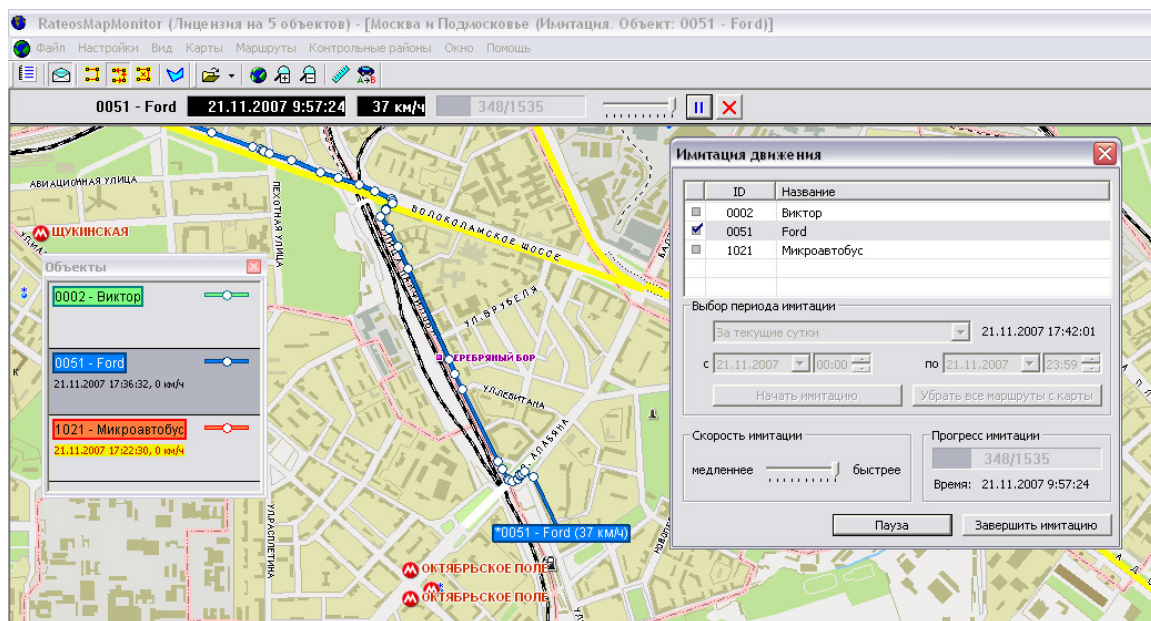 RateosMapMonitor (Лицензия на 5 объектов) - [Москва и Подмосковье (Имитация. Объект: 0051 - Ford)]
Файл Настройки Вид Карты Маршруты Контрольные районы Окно Помощь
0051 - Ford 21.11.2007 9:57:24 37 км/ч 348/1535
АВИАЦИОННАЯ УЛИЦА
ПЕХОТНАЯ УЛИЦА
ЩУКИНСКАЯ
ВОЛОКОЛАМСКОЕ ШОССЕ
УЛ.ВРУБЕЛЯ
СЕРЕБРЯНЫЙ БОР
УЛ.ЛЕВИТАНА
АЛАБЯНА
УЛ.РАСПЛЕТИНА
*0051 - Ford (37 км/ч)
ОКТЯБРЬСКОЕ ПОЛЕ
ОКТЯБРЬСКОЕ ПОЛЕ
Объекты
0002 - Виктор
0051 - Ford
21.11.2007 17:36:32, 0 км/ч
1021 - Микроавтобус
21.11.2007 17:22:30, 0 км/ч
Имитация движения
ID Название
0002 Виктор
0051 Ford
1021 Микроавтобус
Выбор периода имитации
За текущие сутки 21.11.2007 17:42:01
с 21.11.2007 00:00 по 21.11.2007 23:59
Начать имитацию Убрать все маршруты с карты
Скорость имитации
медленнее быстрее
Прогресс имитации
348/1535
Время: 21.11.2007 9:57:24
Пауза Завершить имитацию